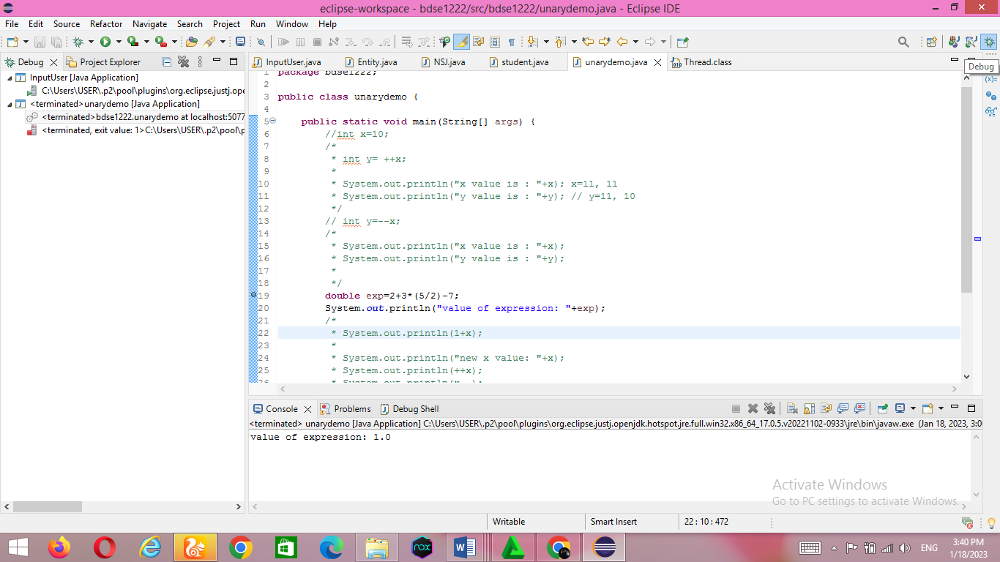 eclipse-workspace - bdse1222/src/bdse1222/unarydemo.java - Eclipse IDE
File Edit Source Refactor Navigate Search Project Run Window Help
Debug Project Explorer
InputUser [Java Application]
C:\Users\USER\.p2\pool\plugins\org.eclipse.justj.ope
<terminated> unarydemo [Java Application]
<terminated>bdse1222.unarydemo at localhost:5077
<terminated, exit value: 1>C:\Users\USER\.p2\pool\p
InputUser.java Entity.java NSJ.java student.java unarydemo.java Thread.class
Debug
(x)=
1 package bdse1222;
2
3 public class unarydemo {
4
5 public static void main(String[] args) {
6 //int x=10;
7 /*
8 * int y= ++x;
9 *
10 * System.out.println("x value is : "+x); x=11, 11
11 * System.out.println("y value is : "+y); // y=11, 10
12 */
13 // int y=--x;
14 /*
15 * System.out.println("x value is : "+x);
16 * System.out.println("y value is : "+y);
17 *
18 */
19 double exp=2+3*(5/2)-7;
20 System.out.println("value of expression: "+exp);
21 /*
22 * System.out.println(1+x);
23 *
24 * System.out.println("new x value: "+x);
25 * System.out.println(++x);
26 * System.out.println(x--);
Console Problems Debug Shell
<terminated> unarydemo [Java Application] C:\Users\USER\.p2\pool\plugins\org.eclipse.justj.openjdk.hotspot.jre.full.win32.x86_64_17.0.5.v20221102-0933\jre\bin\javaw.exe (Jan 18, 2023, 3:0
value of expression: 1.0
Activate Windows
Go to PC settings to activate Windows.
Writable Smart Insert 22 : 10 : 472
nox
ENG
3:40 PM
1/18/2023